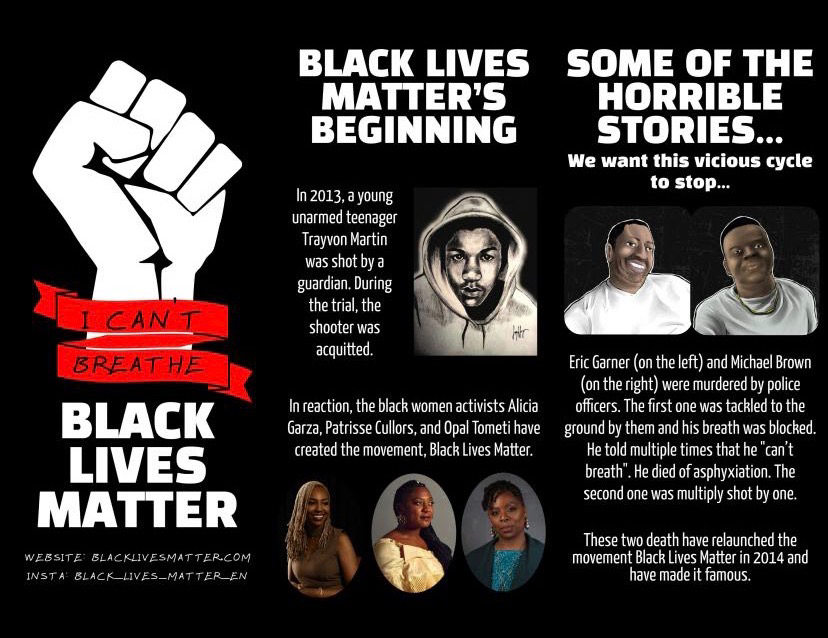 I CAN'T
BREATHE
BLACK
LIVES
MATTER
WEBSITE: BLACKLIVESMATTER.COM
INSTA: BLACK_LIVES_MATTER_EN
BLACK LIVES
MATTER'S
BEGINNING
In 2013, a young
unarmed teenager
Trayvon Martin
was shot by a
guardian. During
the trial, the
shooter was
acquitted.
In reaction, the black women activists Alicia
Garza, Patrisse Cullors, and Opal Tometi have
created the movement, Black Lives Matter.
SOME OF THE
HORRIBLE
STORIES...
We want this vicious cycle
to stop...
Eric Garner (on the left) and Michael Brown
(on the right) were murdered by police
officers. The first one was tackled to the
ground by them and his breath was blocked.
He told multiple times that he "can't
breath". He died of asphyxiation. The
second one was multiply shot by one.
These two death have relaunched the
movement Black Lives Matter in 2014 and
have made it famous.